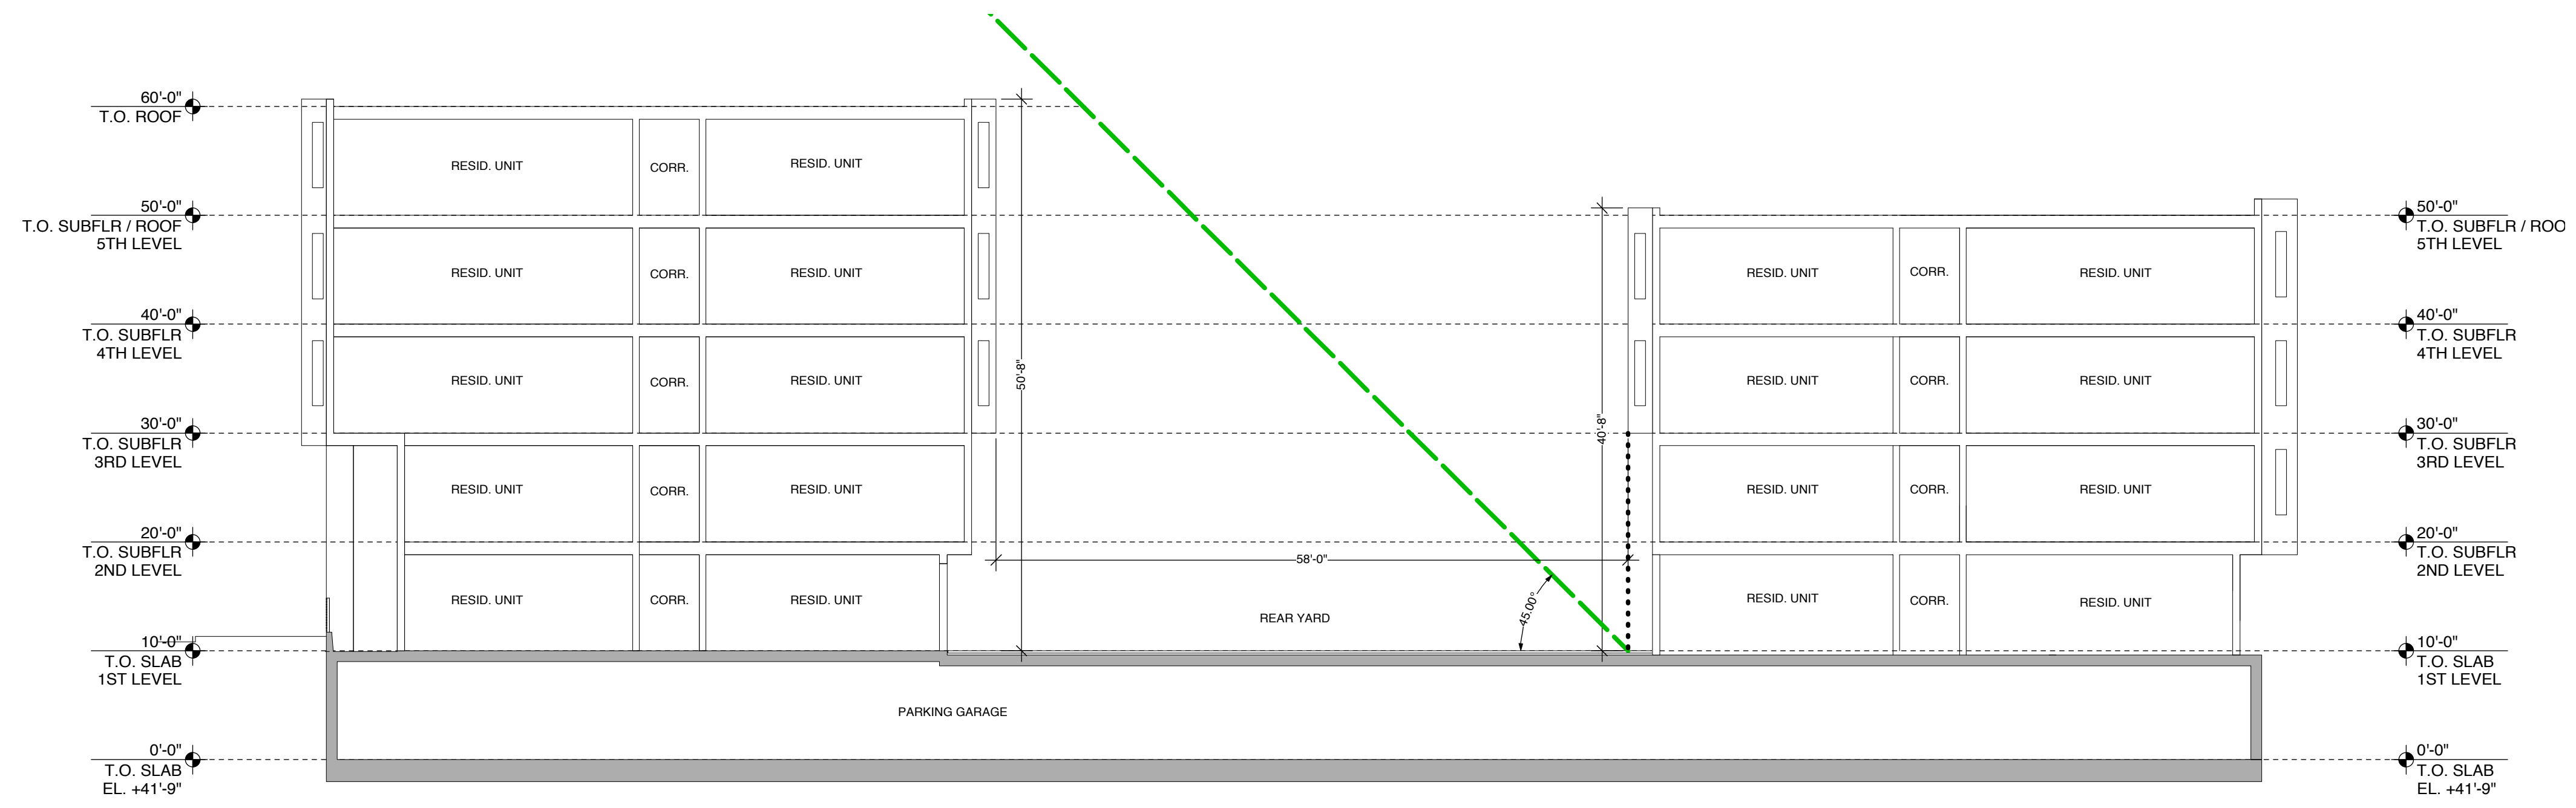 60'-0"
T.O. ROOF
RESID. UNIT
CORR.
RESID. UNIT
50'-0"
T.O. SUBFLR / ROOF
5TH LEVEL
50'-0"
T.O. SUBFLR / ROO
5TH LEVEL
RESID. UNIT
CORR.
RESID. UNIT
RESID. UNIT
CORR.
RESID. UNIT
40'-0"
T.O. SUBFLR
4TH LEVEL
40'-0"
T.O. SUBFLR
4TH LEVEL
RESID. UNIT
CORR.
RESID. UNIT
50'-8"
RESID. UNIT
CORR.
RESID. UNIT
40'-8"
30'-0"
T.O. SUBFLR
3RD LEVEL
30'-0"
T.O. SUBFLR
3RD LEVEL
RESID. UNIT
CORR.
RESID. UNIT
RESID. UNIT
CORR.
RESID. UNIT
20'-0"
T.O. SUBFLR
2ND LEVEL
58'-0"
20'-0"
T.O. SUBFLR
2ND LEVEL
RESID. UNIT
CORR.
RESID. UNIT
REAR YARD
45.00°
RESID. UNIT
CORR.
RESID. UNIT
10'-0"
T.O. SLAB
1ST LEVEL
10'-0"
T.O. SLAB
1ST LEVEL
PARKING GARAGE
0'-0"
T.O. SLAB
EL. +41'-9"
0'-0"
T.O. SLAB
EL. +41'-9"